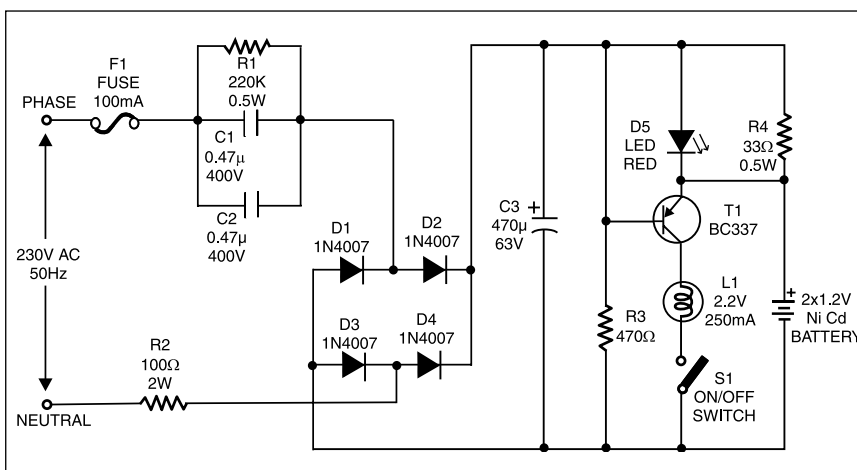 F1
FUSE
100mA
PHASE
R1
220K
0.5W
C1
0.47µ
400V
C2
0.47µ
400V
230V AC
50Hz
R2
100Ω
2W
NEUTRAL
D1
1N4007
D2
1N4007
D3
1N4007
D4
1N4007
C3
470µ
63V
+
D5
LED
RED
R4
33Ω
0.5W
T1
BC337
R3
470Ω
L1
2.2V
250mA
S1
ON/OFF
SWITCH
+
2x1.2V
Ni Cd
BATTERY